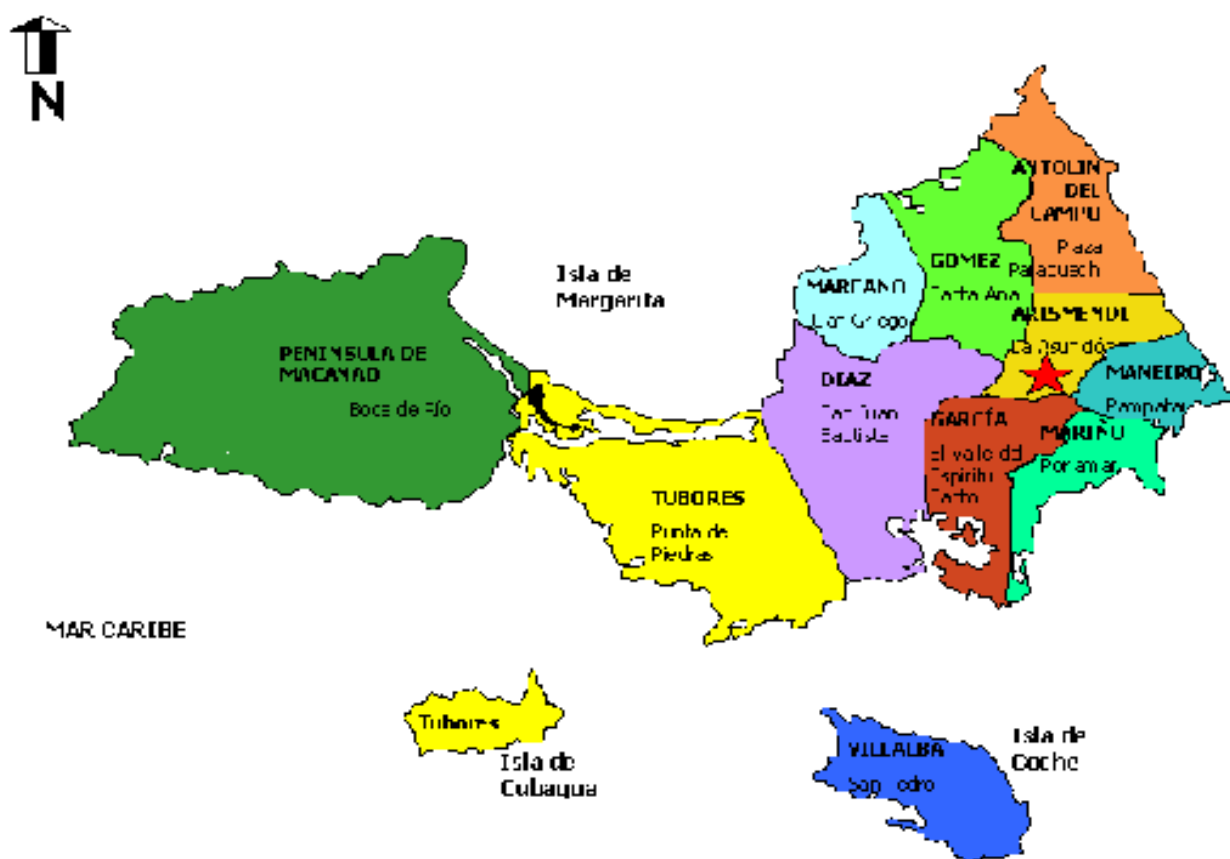 N
Isla de
Margarita
PENINSULA DE
MACANAO
Boca de Río
TUBORES
Punta de
Piedras
MARCANO
Juan Griego
GOMEZ
Santa Ana
ANTOLIN
DEL
CAMPO
Plaza
Paraguachi
ARISMENDI
La Asunción
MANEIRO
Pampatar
DIAZ
San Juan
Bautista
GARCÍA
El valle del
Espiritu
Santo
MARIÑO
Porlamar
MAR CARIBE
Tubores
Isla de
Cubagua
VILLALBA
San Pedro
Isla de
Coche